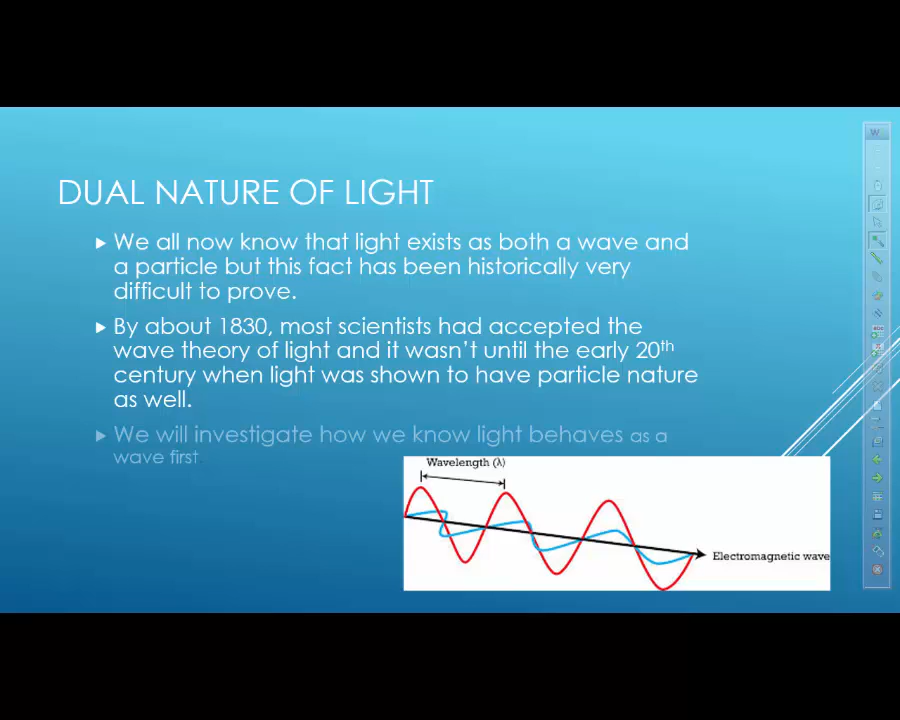 DUAL NATURE OF LIGHT
We all now know that light exists as both a wave and
a particle but this fact has been historically very
difficult to prove.
By about 1830, most scientists had accepted the
wave theory of light and it wasn't until the early 20th
century when light was shown to have particle nature
as well.
We will investigate how we know light behaves as a
wave first.
Wavelength (λ)
Electromagnetic wave
W